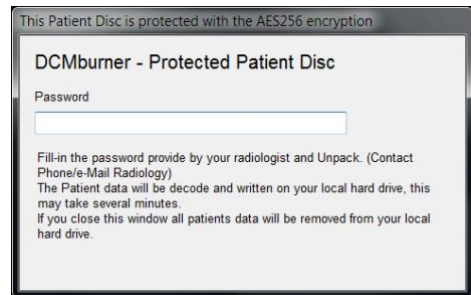 This Patient Disc is protected with the AES256 encryption
DCMburner - Protected Patient Disc
Password
Fill-in the password provide by your radiologist and Unpack. (Contact
Phone/e-Mail Radiology)
The Patient data will be decode and written on your local hard drive, this
may take several minutes.
If you close this window all patients data will be removed from your local
hard drive.